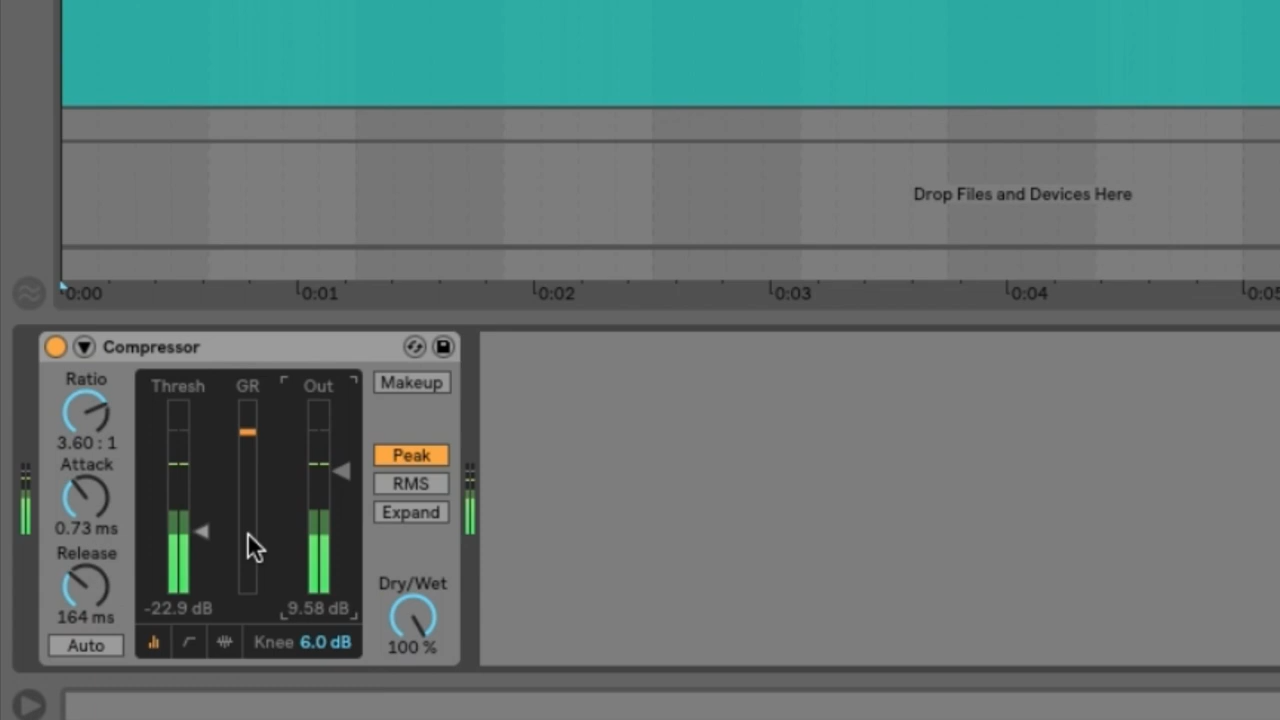 Drop Files and Devices Here
0:00 0:01 0:02 0:03 0:04 0:05
Compressor
Ratio
3.60 : 1
Attack
0.73 ms
Release
164 ms
Auto
Thresh GR Out
-22.9 dB 9.58 dB
Knee 6.0 dB
Makeup
Peak
RMS
Expand
Dry/Wet
100 %